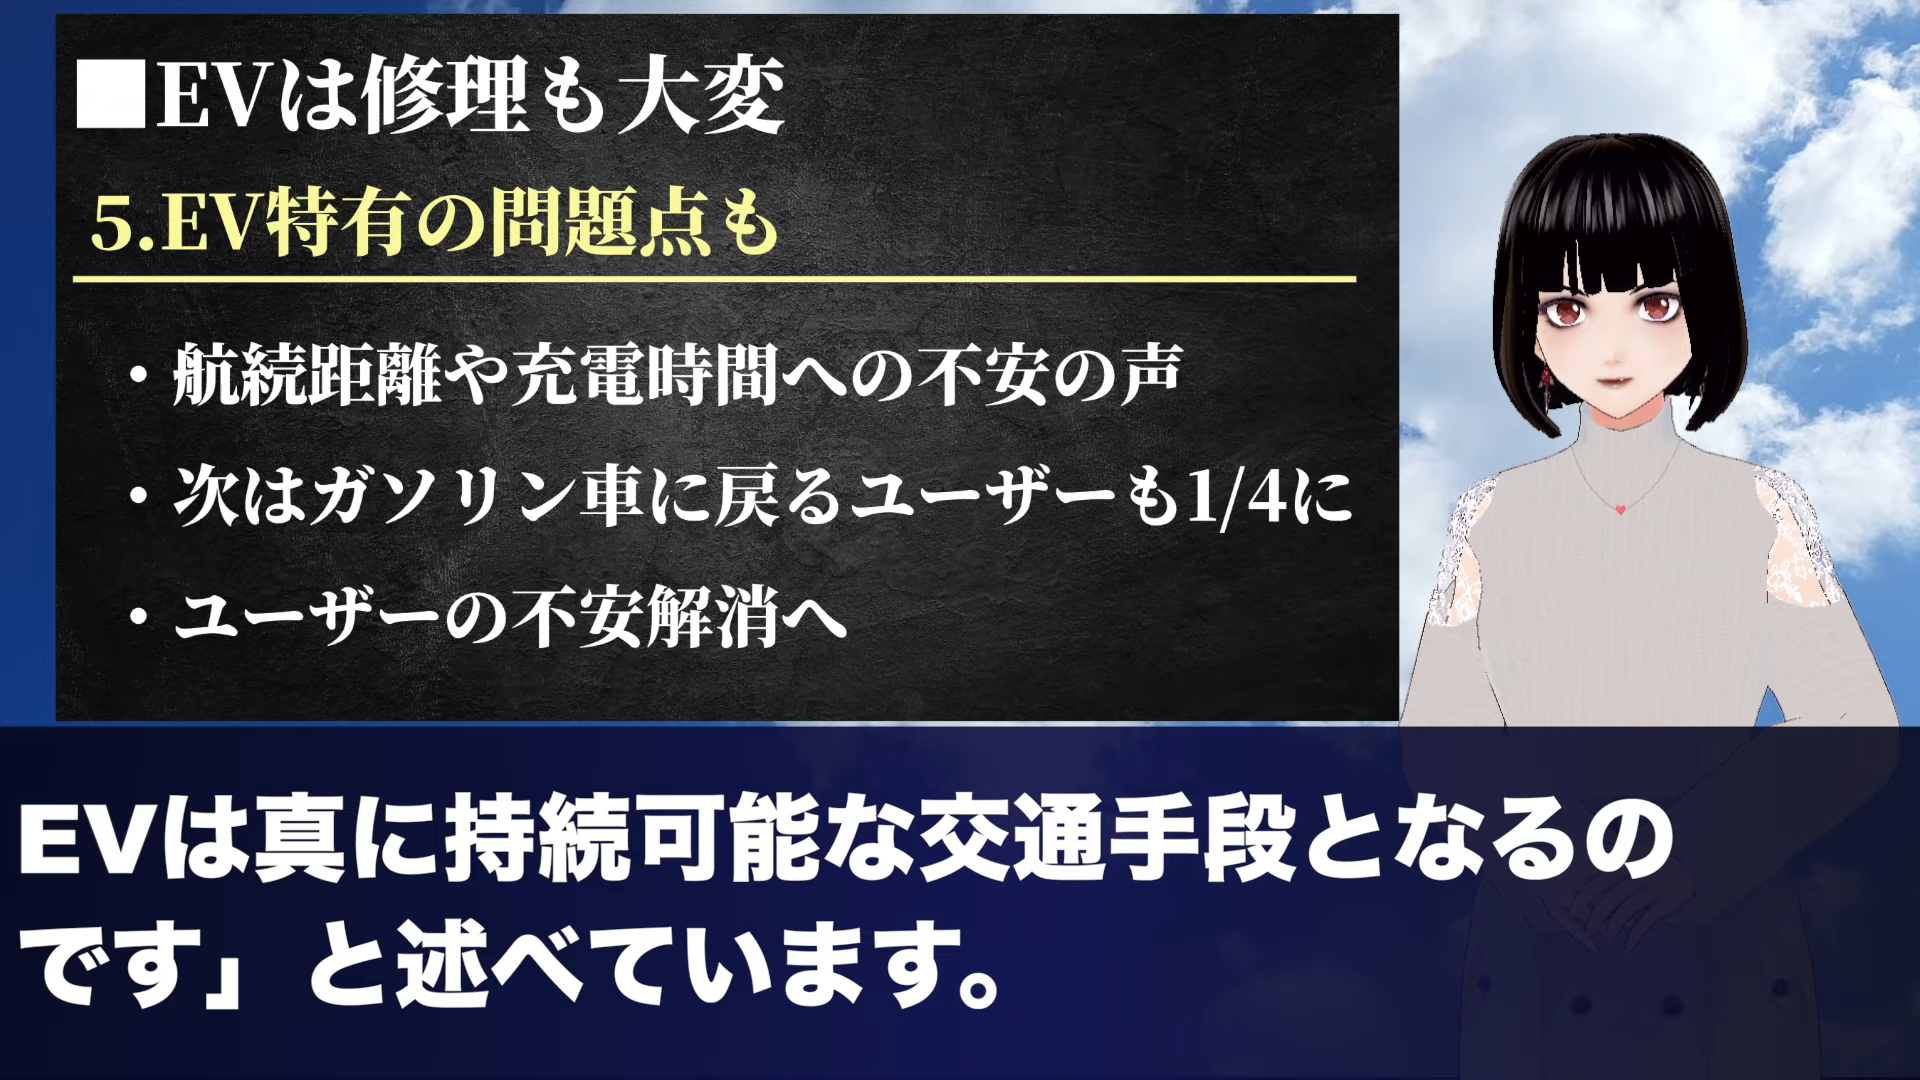 ■EVは修理も大変
5.EV特有の問題点も
・航続距離や充電時間への不安の声
・次はガソリン車に戻るユーザーも1/4に
・ユーザーの不安解消へ
EVは真に持続可能な交通手段となるの
です」と述べています。